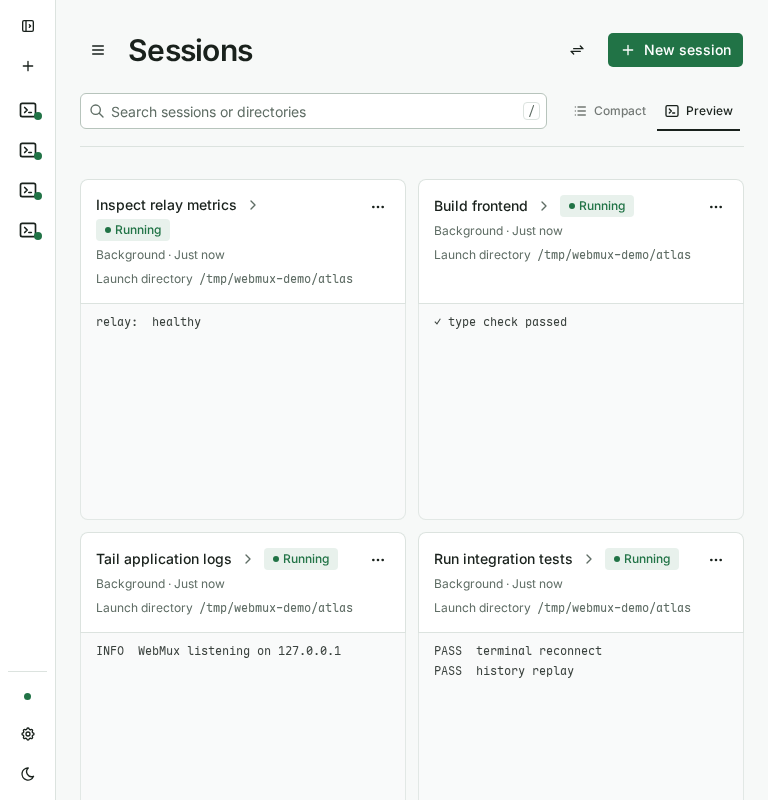 Sessions
New session
Search sessions or directories /
Compact
Preview
Inspect relay metrics
Running
Background · Just now
Launch directory /tmp/webmux-demo/atlas
relay:  healthy
Build frontend Running
Background · Just now
Launch directory /tmp/webmux-demo/atlas
✓ type check passed
Tail application logs Running
Background · Just now
Launch directory /tmp/webmux-demo/atlas
INFO  WebMux listening on 127.0.0.1
Run integration tests Running
Background · Just now
Launch directory /tmp/webmux-demo/atlas
PASS  terminal reconnect
PASS  history replay